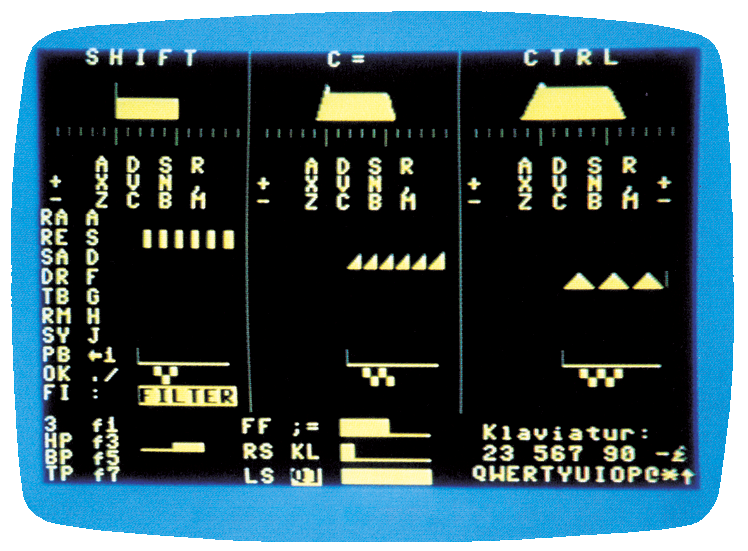 SHIFT C= CTRL
A D S R A D S R A D S R
+ X V N , + X V N , + X V N , +
- Z C B M - Z C B M - Z C B M -
RA A
RE S
SA D
DR F
TB G
RM H
SY J
PB ←1
OK ./
FI : FILTER
3 f1 FF ;= Klaviatur:
HP f3 RS KL 23 567 90 -£
BP f5 LS QWERTYUIOP@*↑
TP f7